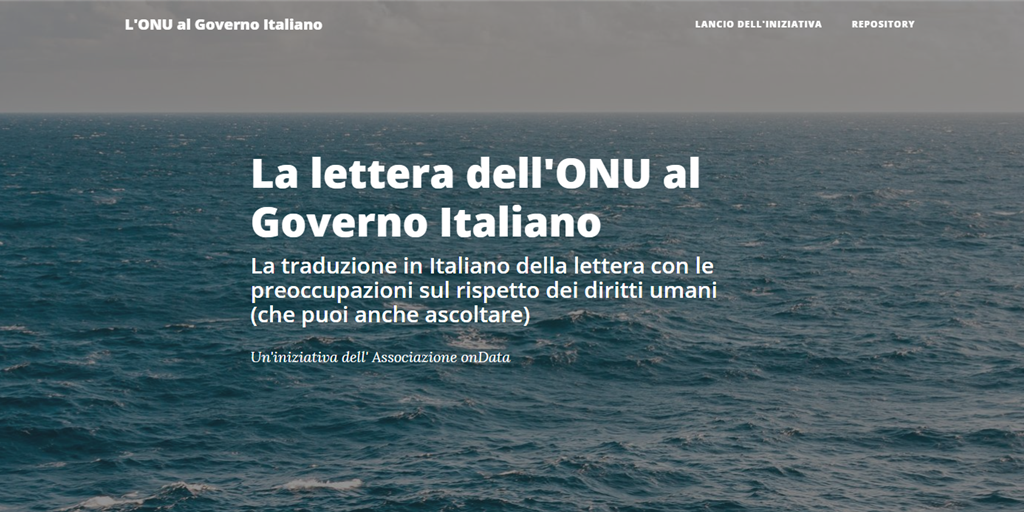 L'ONU al Governo Italiano
LANCIO DELL'INIZIATIVA
REPOSITORY
La lettera dell'ONU al
Governo Italiano
La traduzione in Italiano della lettera con le
preoccupazioni sul rispetto dei diritti umani
(che puoi anche ascoltare)
Un'iniziativa dell' Associazione onData